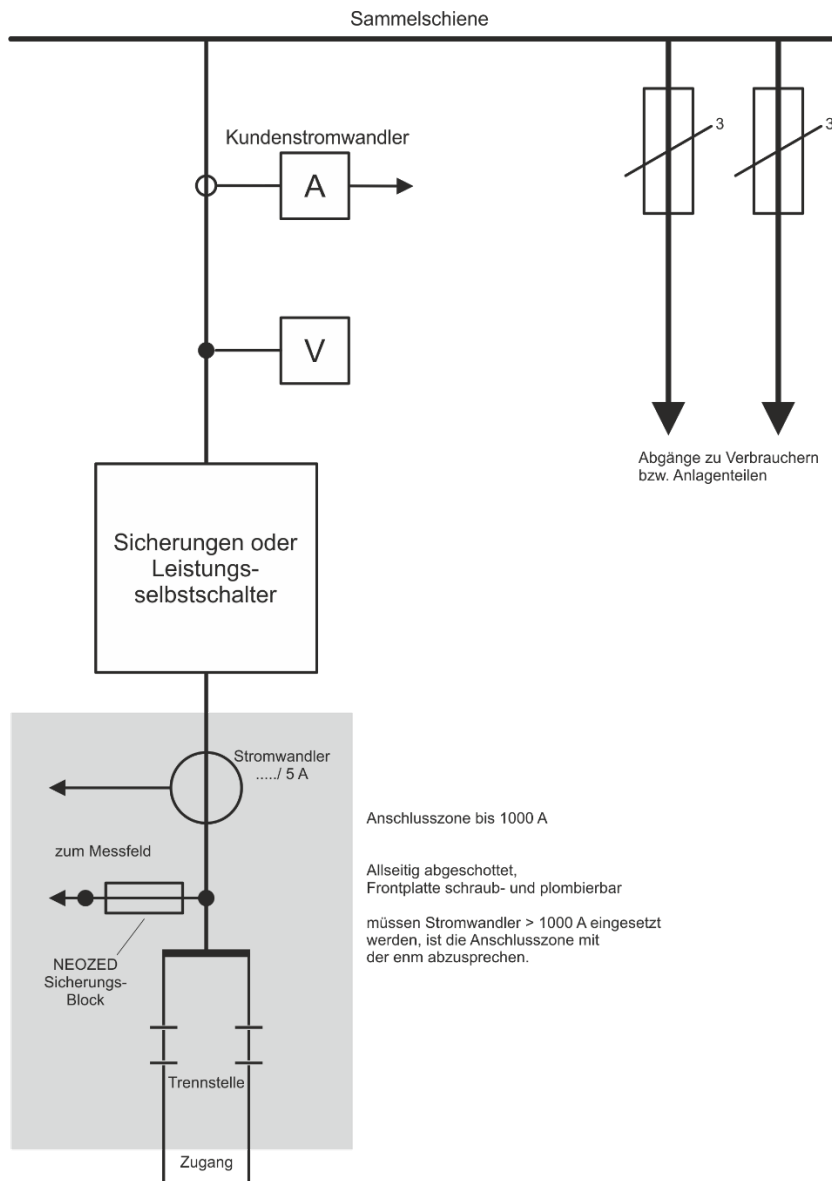 Sammelschiene
Kundenstromwandler
3
3
A
V
Abgänge zu Verbrauchern
bzw. Anlagenteilen
Sicherungen oder
Leistungs-
selbstschalter
Stromwandler
...../ 5 A
Anschlusszone bis 1000 A
zum Messfeld
Allseitig abgeschottet,
Frontplatte schraub- und plombierbar
müssen Stromwandler > 1000 A eingesetzt
werden, ist die Anschlusszone mit
der enm abzusprechen.
NEOZED
Sicherungs-
Block
Trennstelle
Zugang